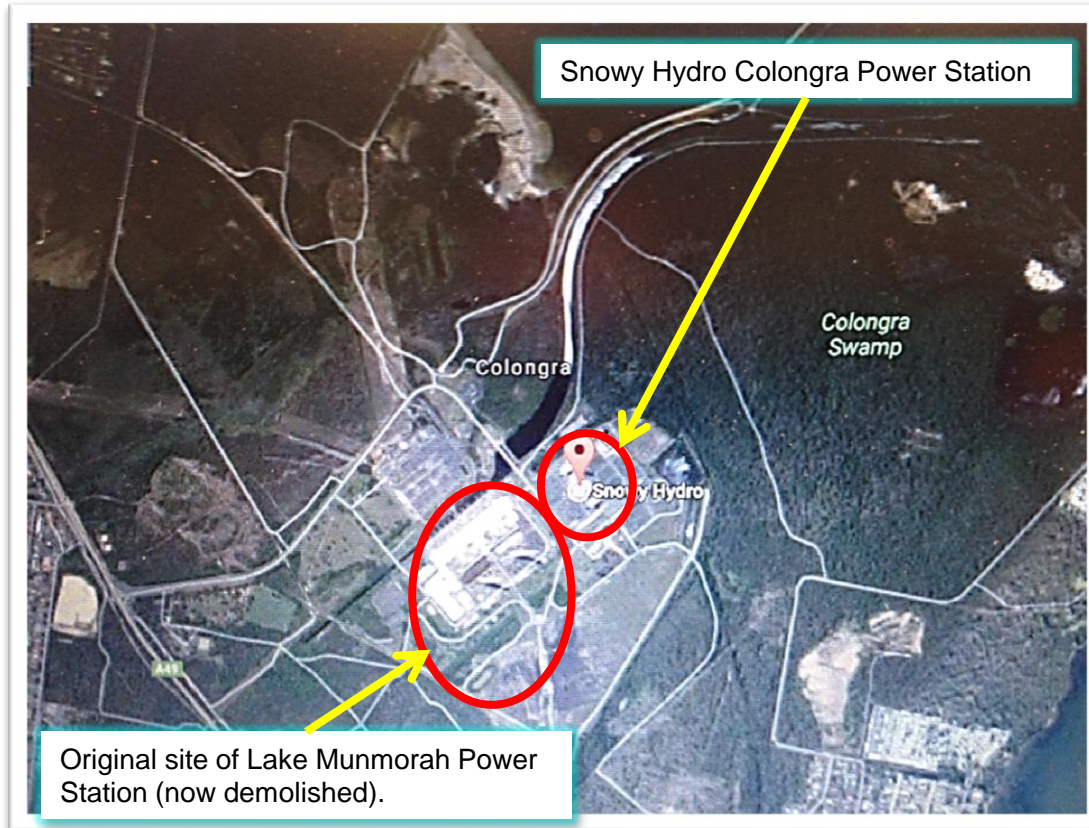 Snowy Hydro Colongra Power Station
Colongra
Swamp
Colongra
Snowy Hydro
A49
Original site of Lake Munmorah Power
Station (now demolished).